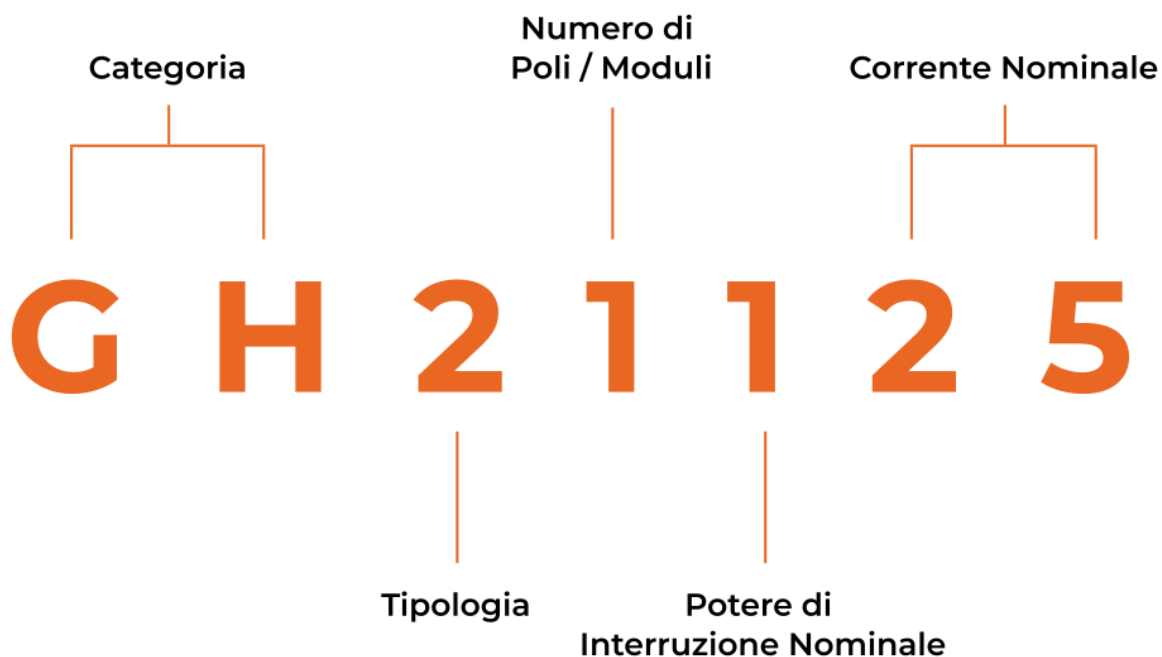 Numero di
Poli / Moduli
Categoria
Corrente Nominale
G H 2 1 1 2 5
Tipologia
Potere di
Interruzione Nominale